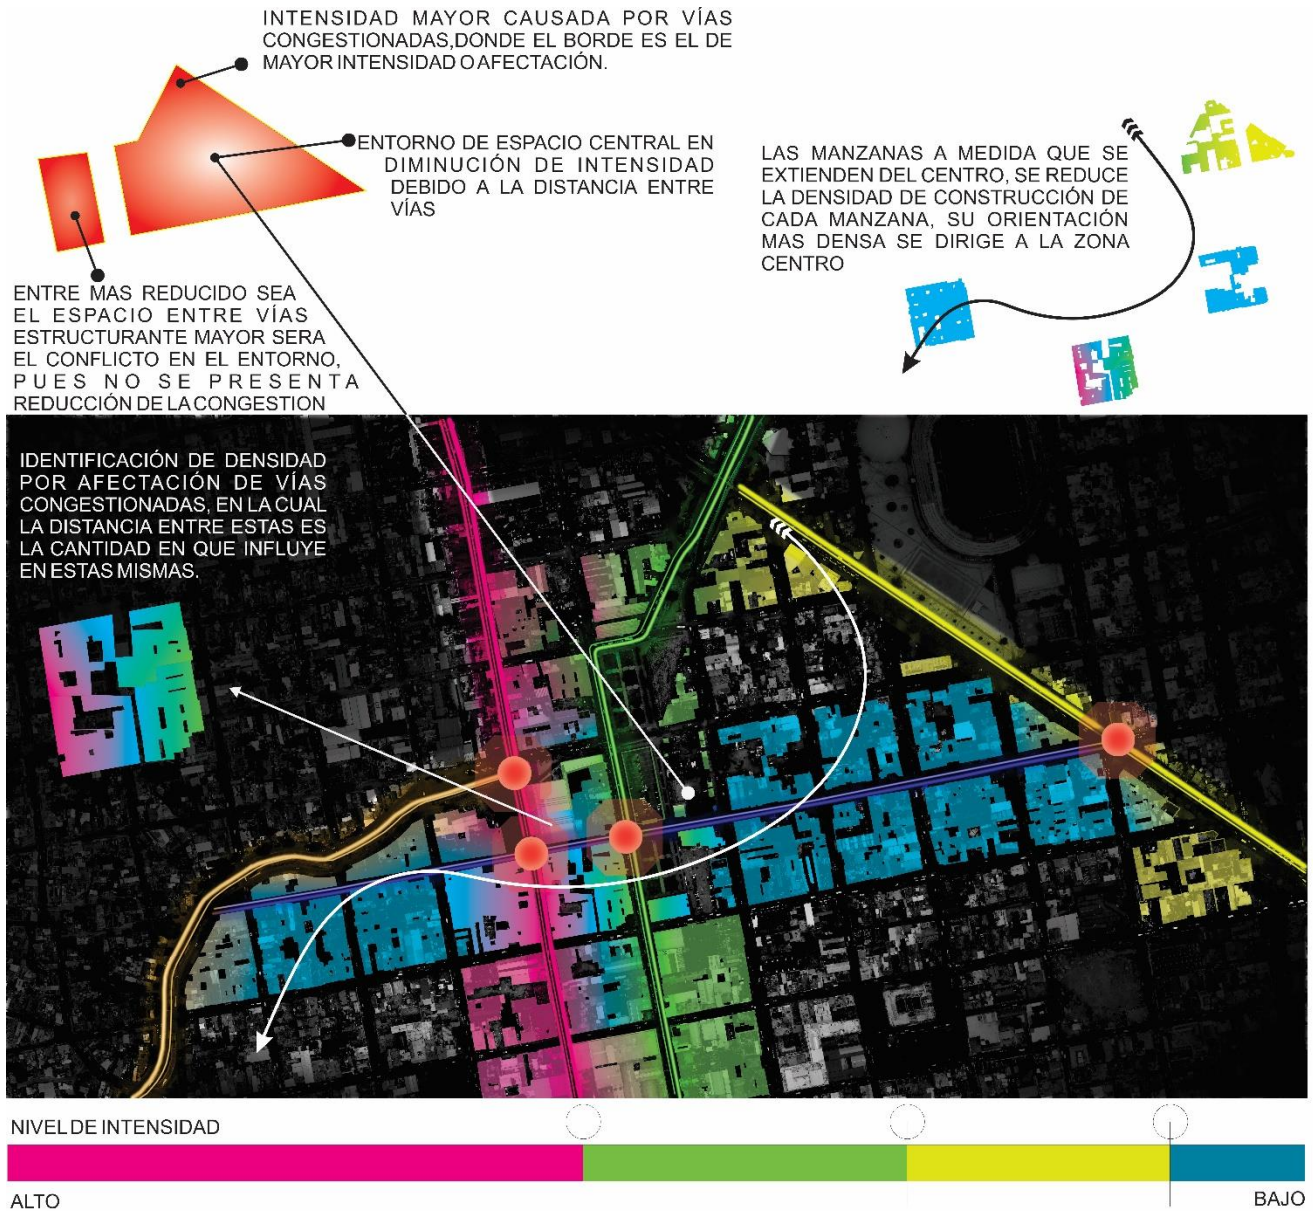 INTENSIDAD MAYOR CAUSADA POR VÍAS
CONGESTIONADAS,DONDE EL BORDE ES EL DE
MAYOR INTENSIDAD O AFECTACIÓN.
ENTORNO DE ESPACIO CENTRAL EN
DIMINUCIÓN DE INTENSIDAD
DEBIDO A LA DISTANCIA ENTRE
VÍAS
LAS MANZANAS A MEDIDA QUE SE
EXTIENDEN DEL CENTRO, SE REDUCE
LA DENSIDAD DE CONSTRUCCIÓN DE
CADA MANZANA, SU ORIENTACIÓN
MAS DENSA SE DIRIGE A LA ZONA
CENTRO
ENTRE MAS REDUCIDO SEA
EL ESPACIO ENTRE VÍAS
ESTRUCTURANTE MAYOR SERA
EL CONFLICTO EN EL ENTORNO,
PUES NO SE PRESENTA
REDUCCIÓN DE LA CONGESTION
IDENTIFICACIÓN DE DENSIDAD
POR AFECTACIÓN DE VÍAS
CONGESTIONADAS, EN LA CUAL
LA DISTANCIA ENTRE ESTAS ES
LA CANTIDAD EN QUE INFLUYE
EN ESTAS MISMAS.
NIVEL DE INTENSIDAD
ALTO
BAJO